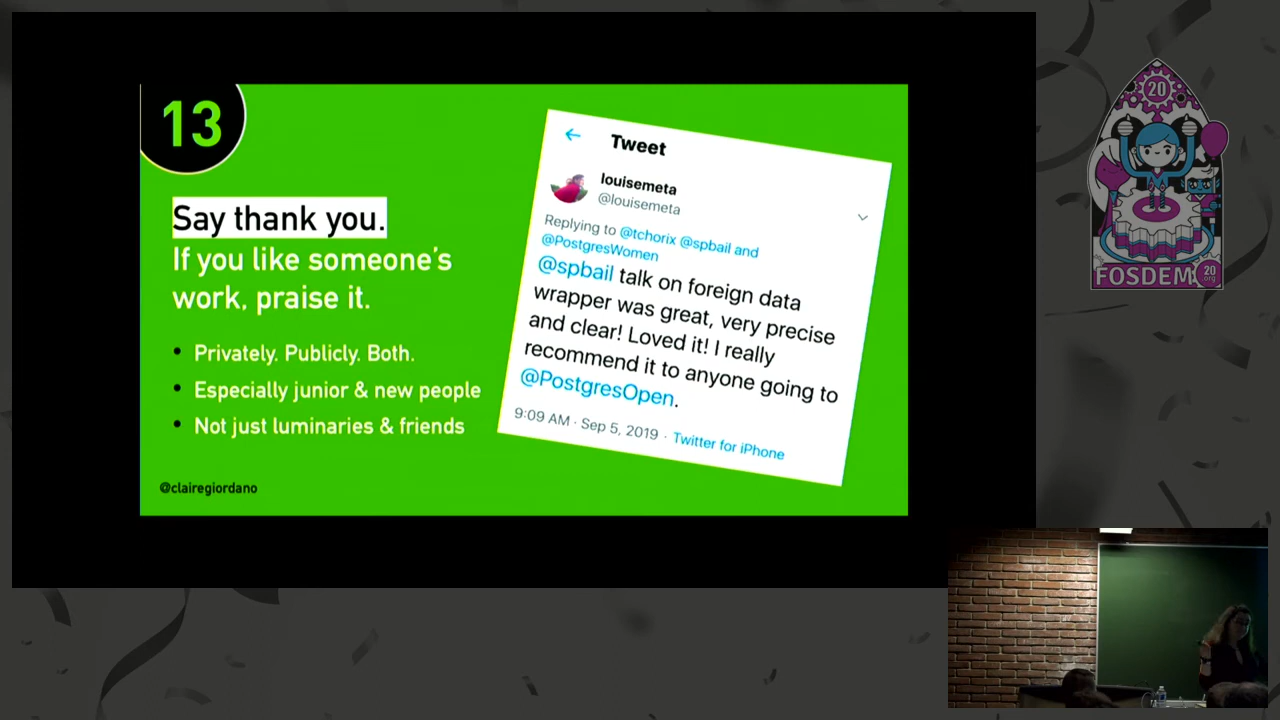 13
Say thank you.
If you like someone's
work, praise it.
• Privately. Publicly. Both.
• Especially junior & new people
• Not just luminaries & friends
@clairegiordano
Tweet
louisemeta
@louisemeta
Replying to @tchorix @spbail and
@PostgresWomen
@spbail talk on foreign data
wrapper was great, very precise
and clear! Loved it! I really
recommend it to anyone going to
@PostgresOpen.
9:09 AM · Sep 5, 2019 · Twitter for iPhone
20
FOSDEM
20
.org